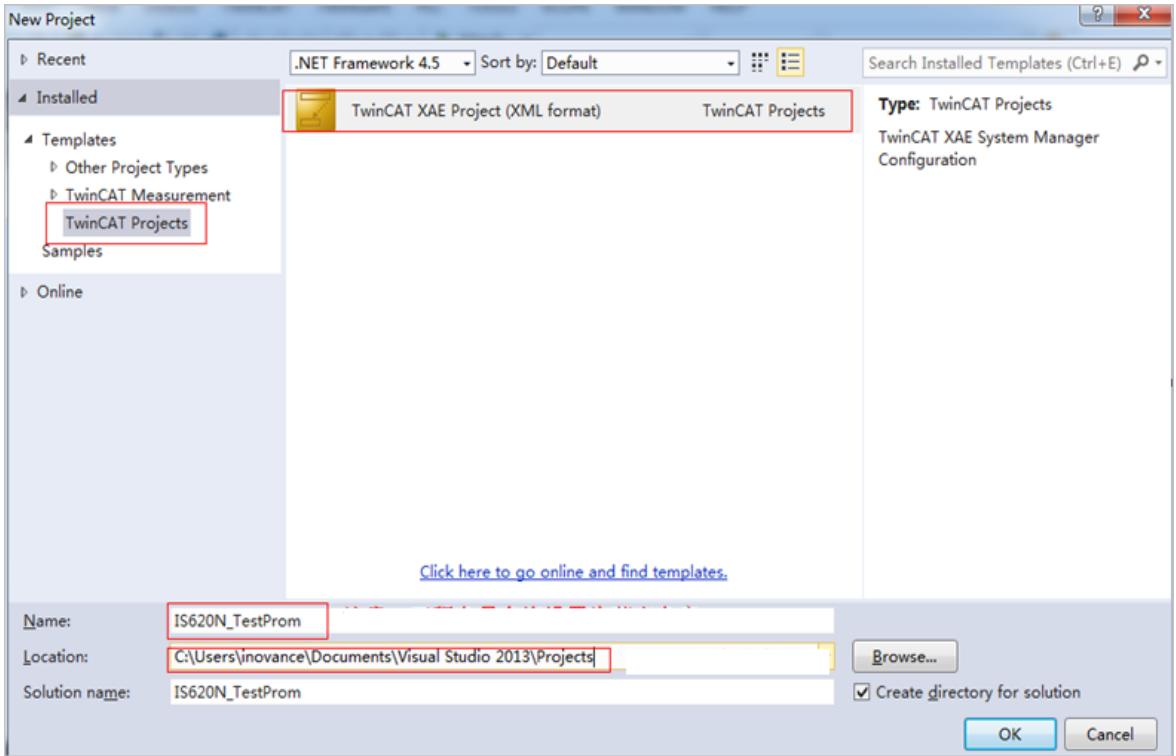 New Project
Recent
.NET Framework 4.5
Sort by: Default
Search Installed Templates (Ctrl+E)
Installed
Templates
Other Project Types
TwinCAT Measurement
TwinCAT Projects
Samples
Online
TwinCAT XAE Project (XML format) TwinCAT Projects
Type: TwinCAT Projects
TwinCAT XAE System Manager
Configuration
Click here to go online and find templates.
Name: IS620N_TestProm
Location: C:\Users\inovance\Documents\Visual Studio 2013\Projects
Browse...
Solution name: IS620N_TestProm
Create directory for solution
OK Cancel